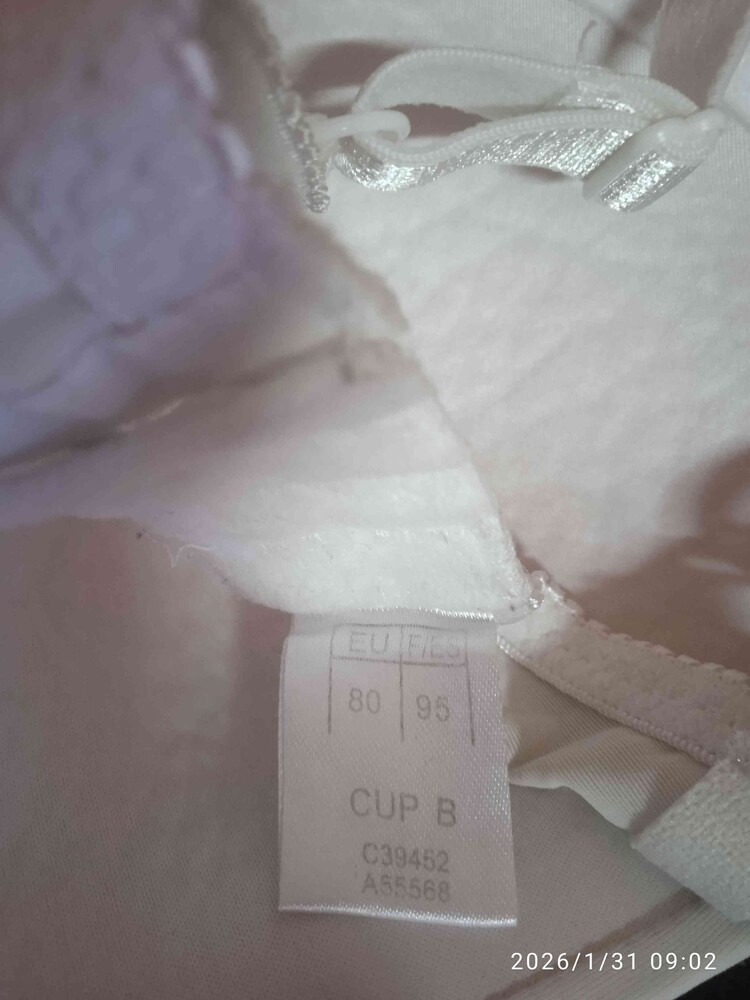 EU F/ES
80 95
CUP B
C39452
A55568
2026/1/31 09:02